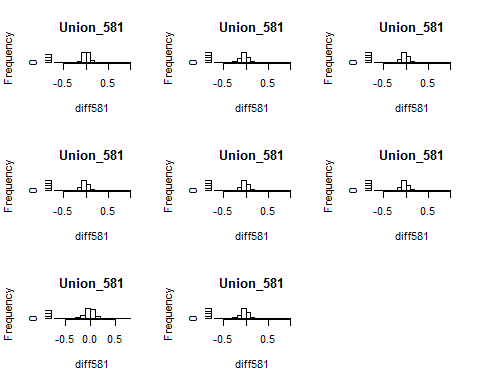 Union_581 Union_581 Union_581
Frequency 0 Frequency 0 Frequency 0
-0.5 0.5 -0.5 0.5 -0.5 0.5
diff581 diff581 diff581
Union_581 Union_581 Union_581
Frequency 0 Frequency 0 Frequency 0
-0.5 0.5 -0.5 0.5 -0.5 0.5
diff581 diff581 diff581
Union_581 Union_581
Frequency 0 Frequency 0
-0.5 0.0 0.5 -0.5 0.5
diff581 diff581